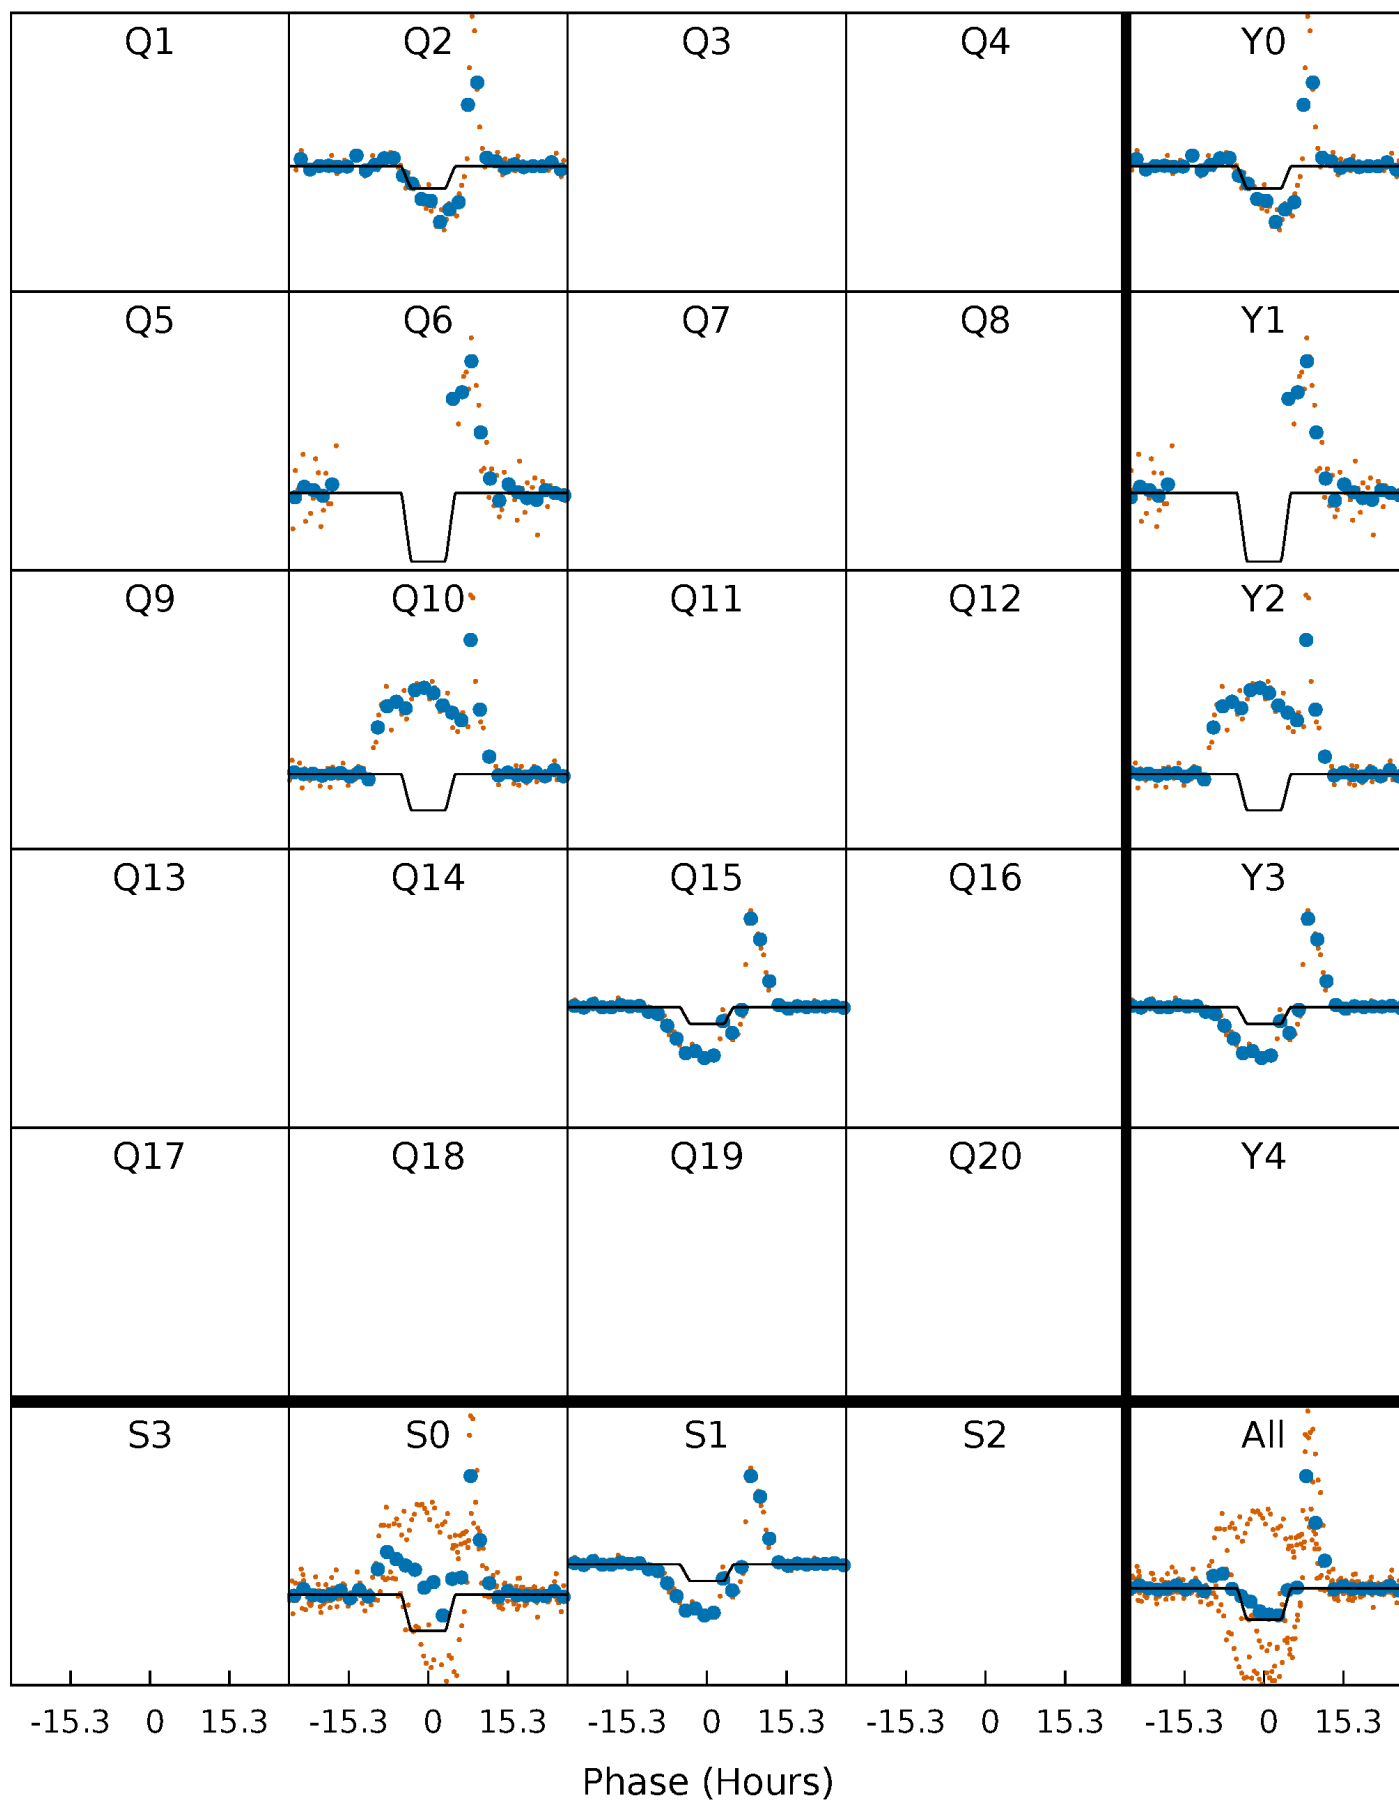 Q1 Q2 Q3 Q4 Y0
Q5 Q6 Q7 Q8 Y1
Q9 Q10 Q11 Q12 Y2
Q13 Q14 Q15 Q16 Y3
Q17 Q18 Q19 Q20 Y4
S3 S0 S1 S2 All
-15.3 0 15.3 -15.3 0 15.3 -15.3 0 15.3 -15.3 0 15.3 -15.3 0 15.3
Phase (Hours)